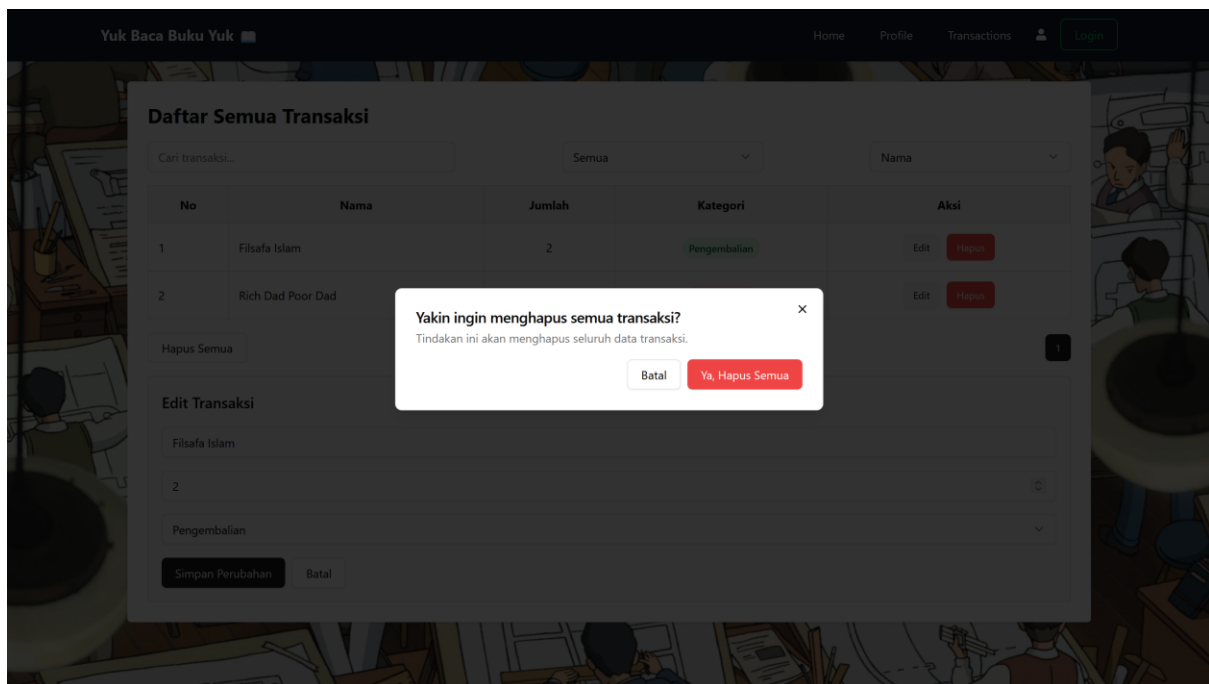 Yuk Baca Buku Yuk 📖 Home Profile Transactions Login
Daftar Semua Transaksi
Cari transaksi... Semua Nama
No Nama Jumlah Kategori Aksi
1 Filsafa Islam 2 Pengembalian Edit Hapus
2 Rich Dad Poor Dad Edit Hapus
Yakin ingin menghapus semua transaksi?
Tindakan ini akan menghapus seluruh data transaksi.
Batal Ya, Hapus Semua
Hapus Semua 1
Edit Transaksi
Filsafa Islam
2
Pengembalian
Simpan Perubahan Batal